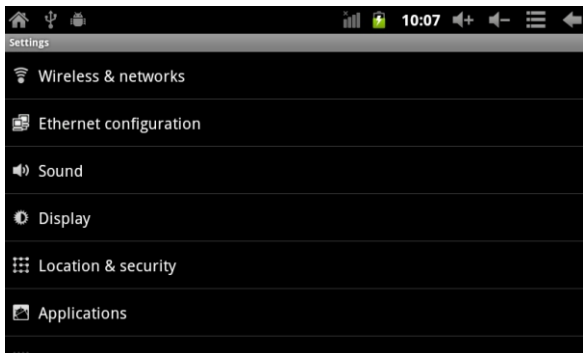 10:07
Settings
Wireless & networks
Ethernet configuration
Sound
Display
Location & security
Applications